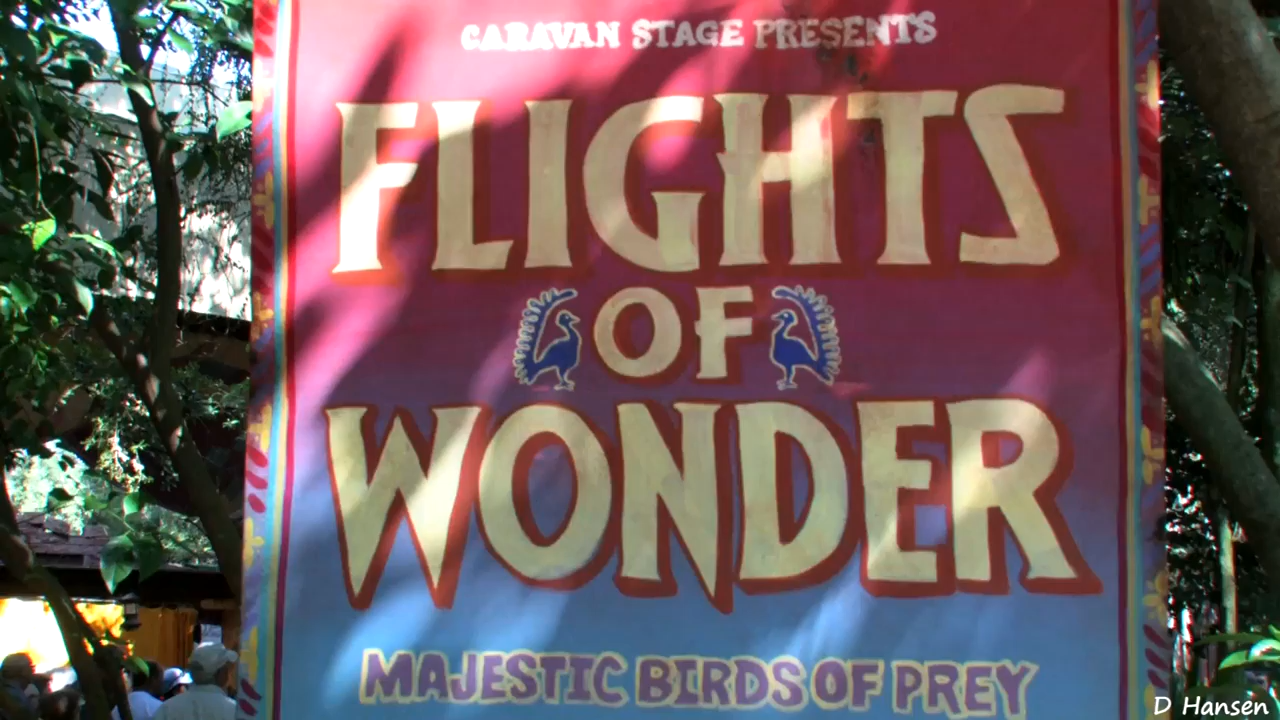 CARAVAN STAGE PRESENTS
FLIGHTS
OF
WONDER
MAJESTIC BIRDS OF PREY
D Hansen